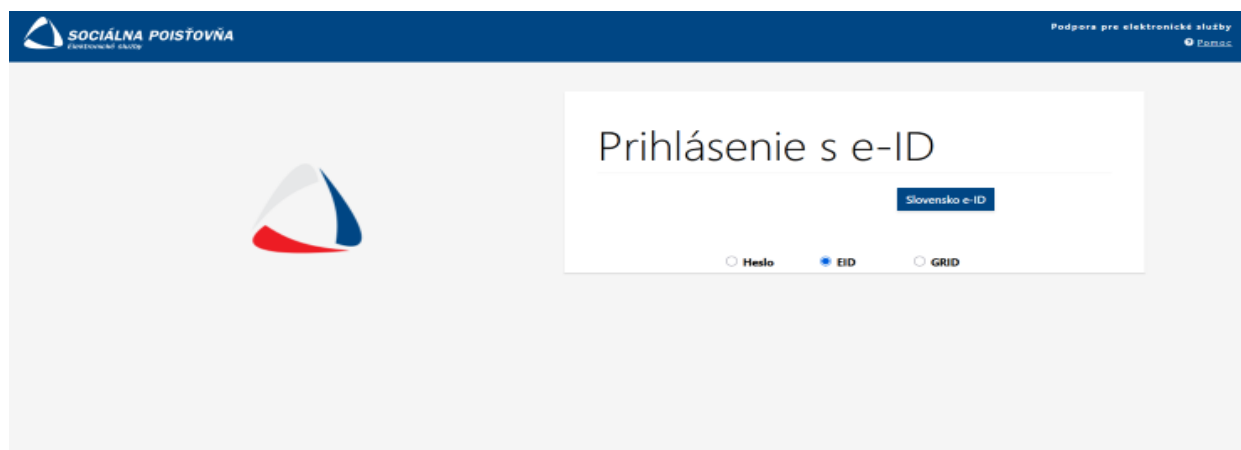 SOCIÁLNA POISŤOVŇA
Elektronické služby
Podpora pre elektronické služby
Pomoc
Prihlásenie s e-ID
Slovensko e-ID
Heslo EID GRID